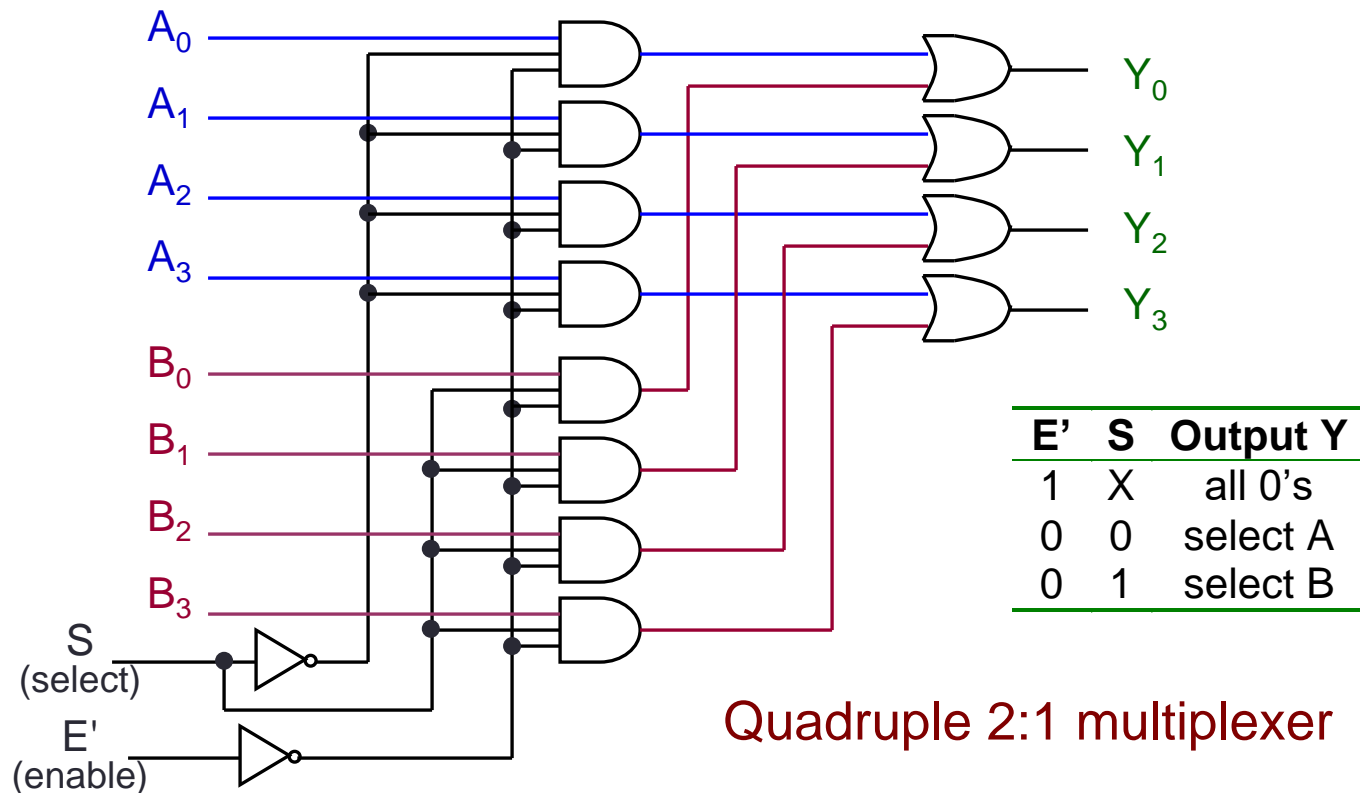 A0
A1
A2
A3
B0
B1
B2
B3
S
(select)
E'
(enable)
Y0
Y1
Y2
Y3
E’ S Output Y
1 X all 0's
0 0 select A
0 1 select B
Quadruple 2:1 multiplexer